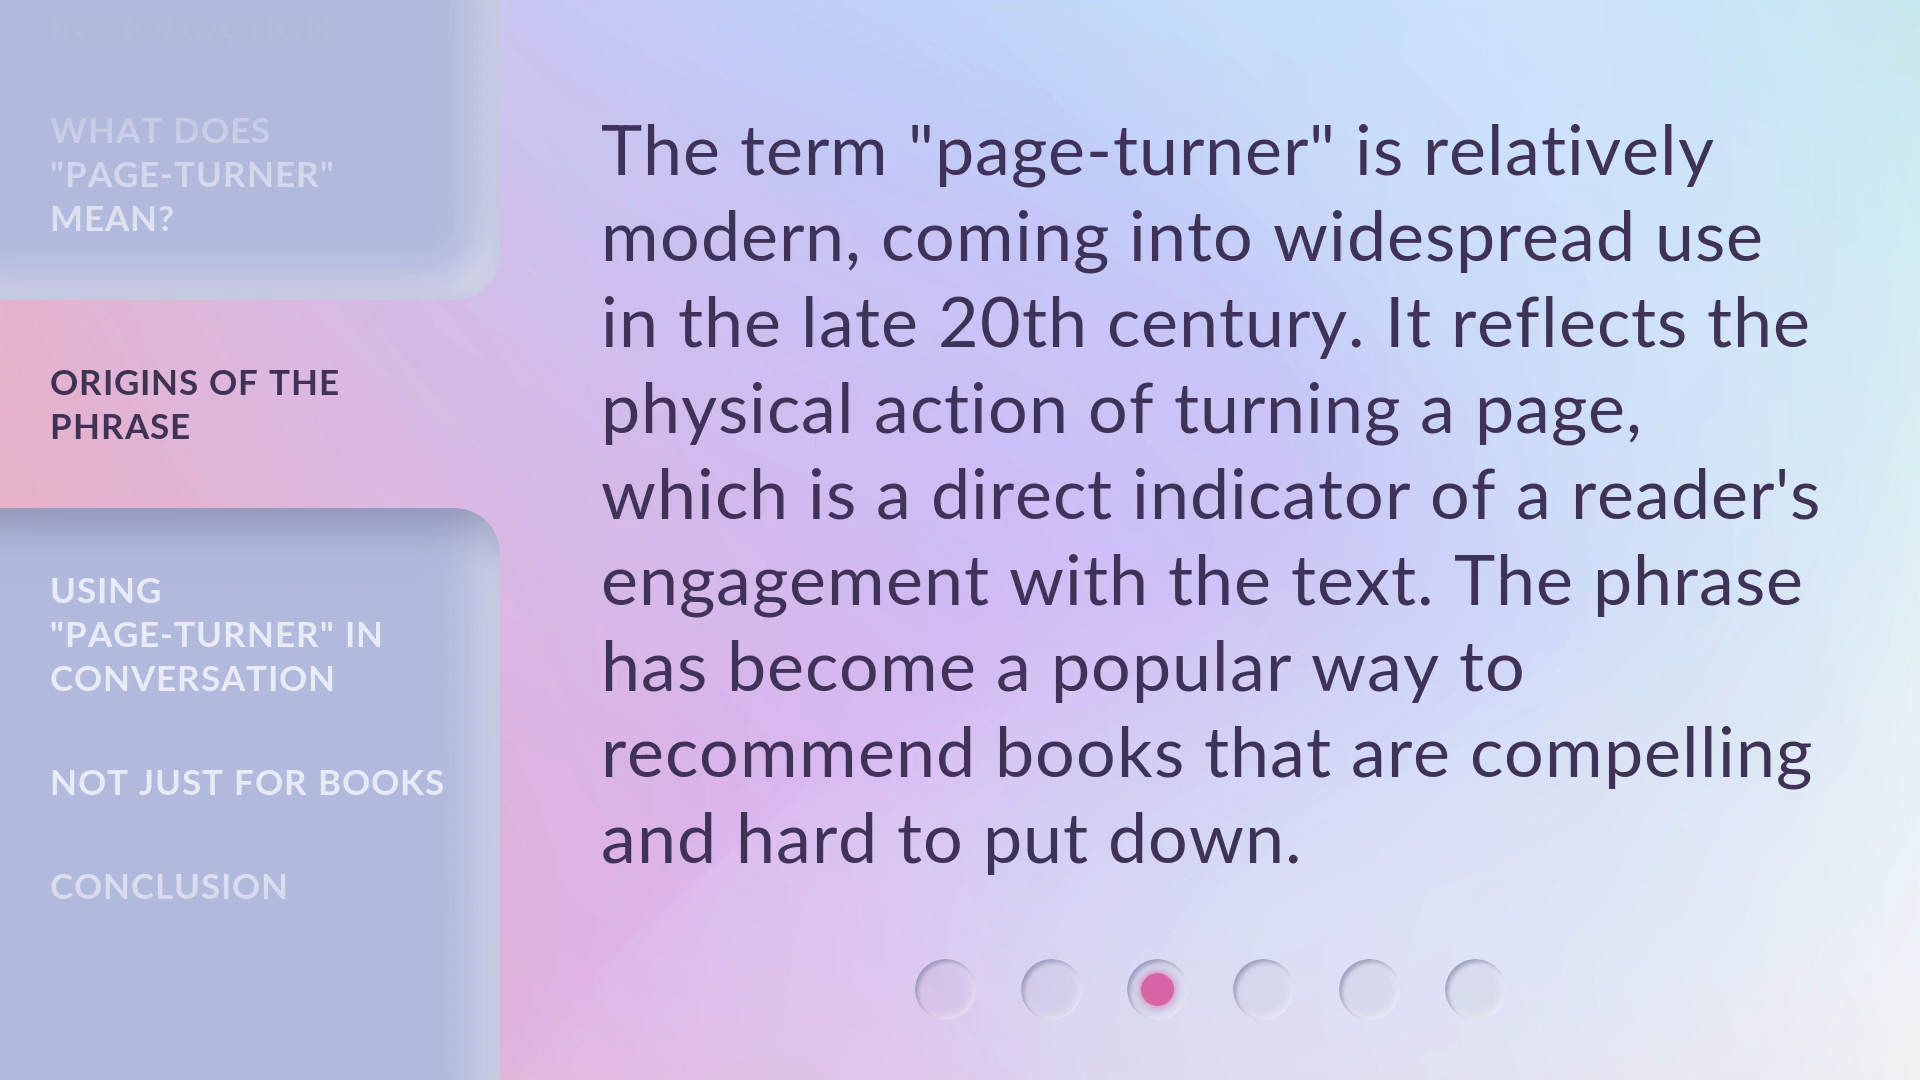 INTRODUCTION
WHAT DOES
"PAGE-TURNER"
MEAN?
ORIGINS OF THE
PHRASE
USING
"PAGE-TURNER" IN
CONVERSATION
NOT JUST FOR BOOKS
CONCLUSION
The term "page-turner" is relatively
modern, coming into widespread use
in the late 20th century. It reflects the
physical action of turning a page,
which is a direct indicator of a reader's
engagement with the text. The phrase
has become a popular way to
recommend books that are compelling
and hard to put down.